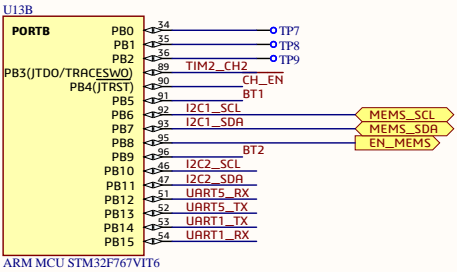 U13B
PORTB
PB0 34 TP7
PB1 35 TP8
PB2 36 TP9
PB3(JTDO/TRACESWO) 89 TIM2_CH2
PB4(JTRST) 90 CH_EN
PB5 91 BT1
PB6 92 I2C1_SCL MEMS_SCL
PB7 93 I2C1_SDA MEMS_SDA
PB8 95 EN_MEMS
PB9 96 BT2
PB10 46 I2C2_SCL
PB11 47 I2C2_SDA
PB12 51 UART5_RX
PB13 52 UART5_TX
PB14 53 UART1_TX
PB15 54 UART1_RX
ARM MCU STM32F767VIT6